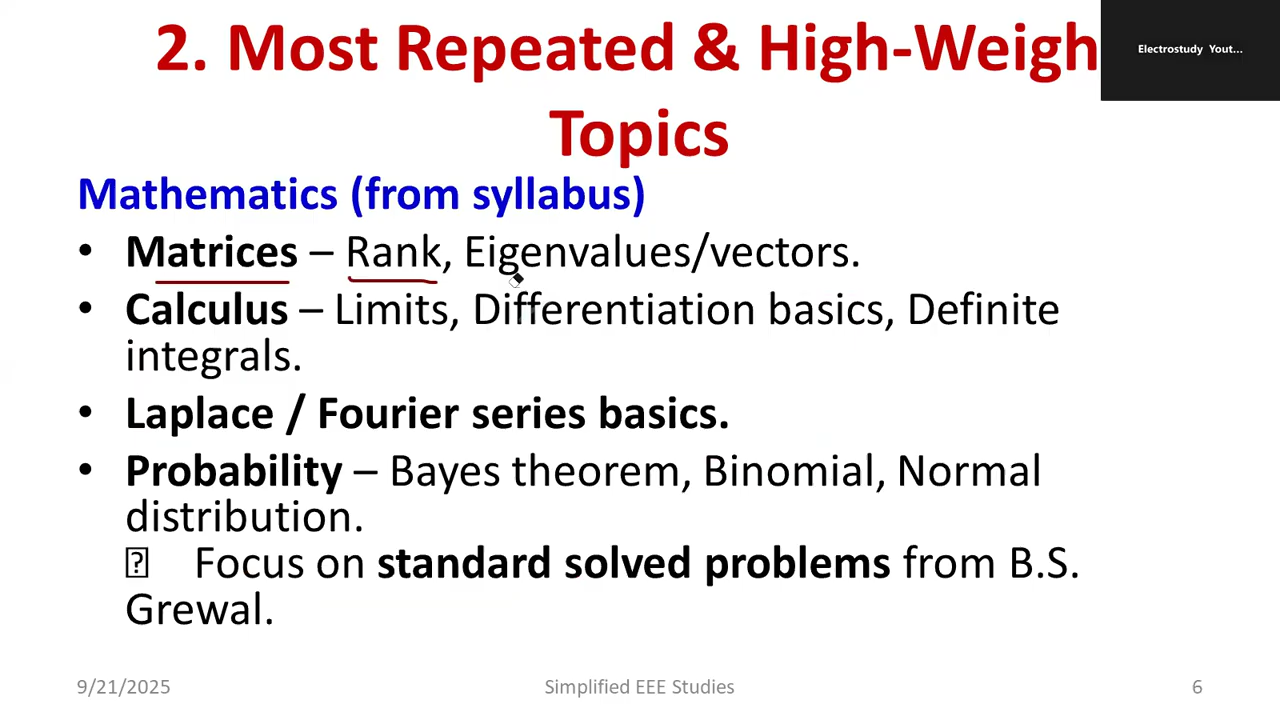 2. Most Repeated & High-Weigh
Topics
Electrostudy Yout...
Mathematics (from syllabus)
• Matrices – Rank, Eigenvalues/vectors.
• Calculus – Limits, Differentiation basics, Definite
integrals.
• Laplace / Fourier series basics.
• Probability – Bayes theorem, Binomial, Normal
distribution.
Focus on standard solved problems from B.S.
Grewal.
9/21/2025
Simplified EEE Studies
6